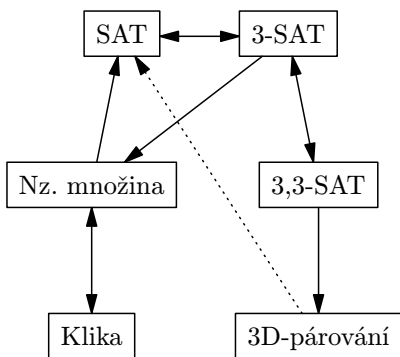 SAT
3-SAT
Nz. množina
3,3-SAT
Klika
3D-párování